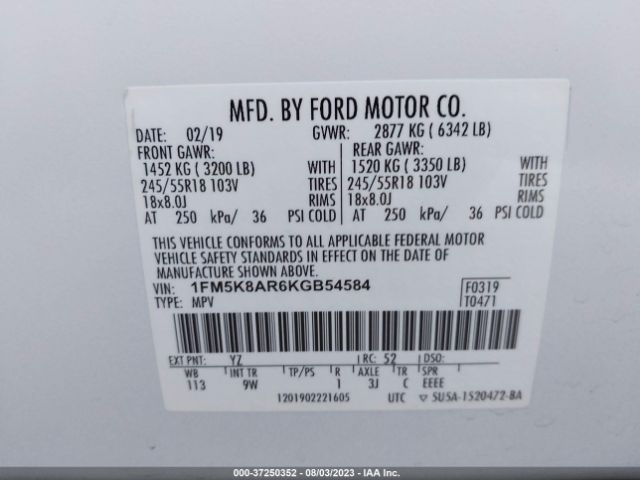 MFD. BY FORD MOTOR CO.
DATE: 02/19 GVWR: 2877 KG ( 6342 LB)
FRONT GAWR: REAR GAWR:
1452 KG ( 3200 LB) WITH 1520 KG ( 3350 LB) WITH
245/55R18 103V TIRES 245/55R18 103V TIRES
18x8.0J RIMS 18x8.0J RIMS
AT 250 kPa/ 36 PSI COLD AT 250 kPa/ 36 PSI COLD
THIS VEHICLE CONFORMS TO ALL APPLICABLE FEDERAL MOTOR
VEHICLE SAFETY STANDARDS IN EFFECT ON THE DATE OF
MANUFACTURE SHOWN ABOVE.
VIN: 1FM5K8AR6KGB54584 F0319
TYPE: MPV T0471
EXT PNT: YZ RC: 52 DSO:
WB INT TR TP/PS R AXLE TR SPR
113 9W 1 3J C EEEE
1201902221605 UTC ▽ 5USA-1520472-BA
000-37250352 - 08/03/2023 - IAA Inc.